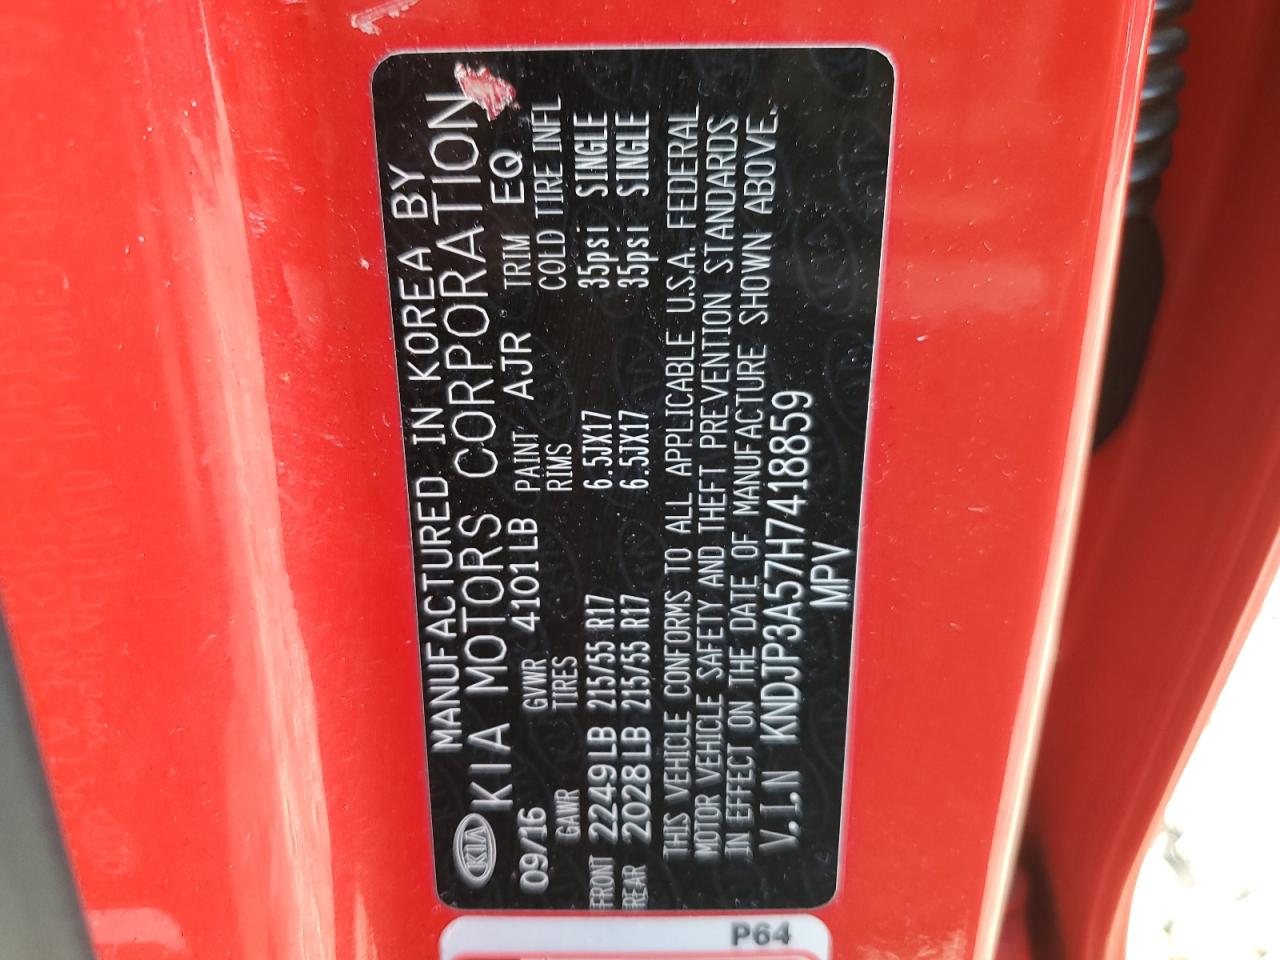 MANUFACTURED IN KOREA BY
KIA KIA MOTORS CORPORATION
09/16 GVWR 4101LB PAINT AJR TRIM EQ
GAWR TIRES RIMS COLD TIRE INFL
FRONT 2249LB 215/55 R17 6.5JX17 35psi SINGLE
REAR 2028LB 215/55 R17 6.5JX17 35psi SINGLE
THIS VEHICLE CONFORMS TO ALL APPLICABLE U.S.A. FEDERAL
MOTOR VEHICLE SAFETY AND THEFT PREVENTION STANDARDS
IN EFFECT ON THE DATE OF MANUFACTURE SHOWN ABOVE.
V.I.N KNDJP3A57H7418859
MPV
P64